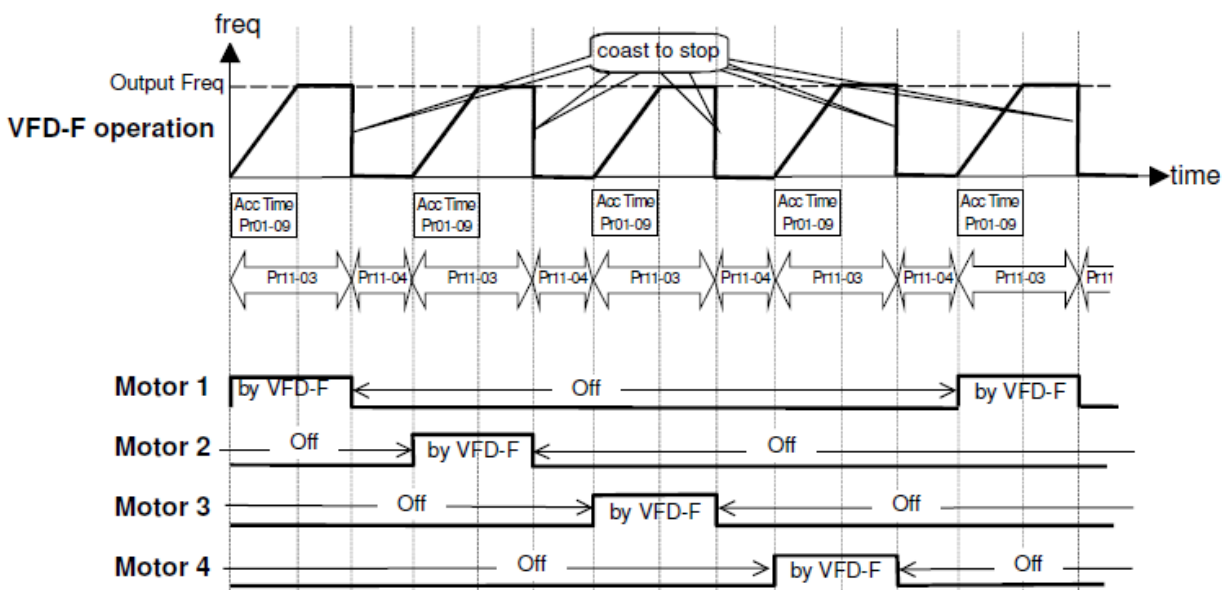 freq
coast to stop
Output Freq
VFD-F operation
time
Acc Time Acc Time Acc Time Acc Time Acc Time
Pr01-09 Pr01-09 Pr01-09 Pr01-09 Pr01-09
Pr11-03 Pr11-04 Pr11-03 Pr11-04 Pr11-03 Pr11-04 Pr11-03 Pr11-04 Pr11-03 Pr11
Motor 1 by VFD-F Off by VFD-F
Motor 2 Off by VFD-F Off
Motor 3 Off by VFD-F Off
Motor 4 Off by VFD-F Off